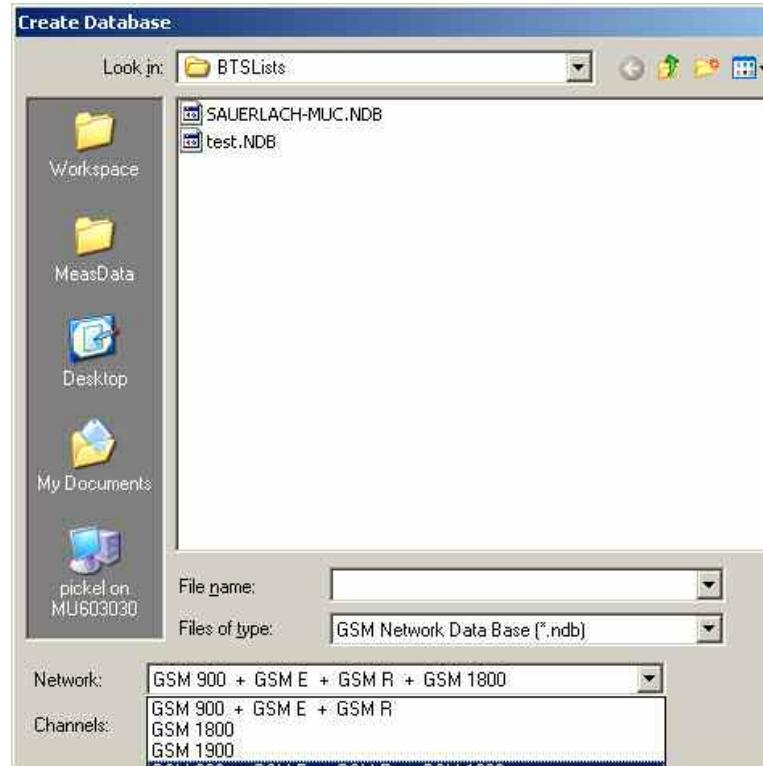 Create Database
Look in: BTSLists
SAUERLACH-MUC.NDB
test.NDB
Workspace
MeasData
Desktop
My Documents
pickel on
MU603030
File name:
Files of type: GSM Network Data Base (*.ndb)
Network: GSM 900 + GSM E + GSM R + GSM 1800
Channels:
GSM 900 + GSM E + GSM R
GSM 1800
GSM 1900